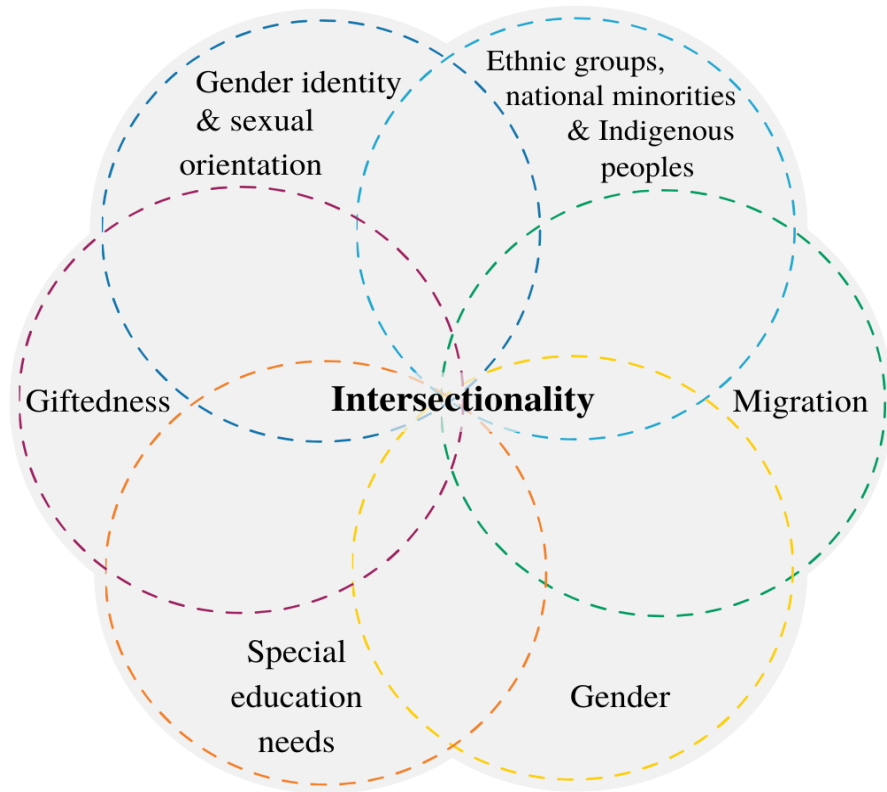 Gender identity
& sexual
orientation
Ethnic groups,
national minorities
& Indigenous
peoples
Giftedness
Intersectionality
Migration
Special
education
needs
Gender